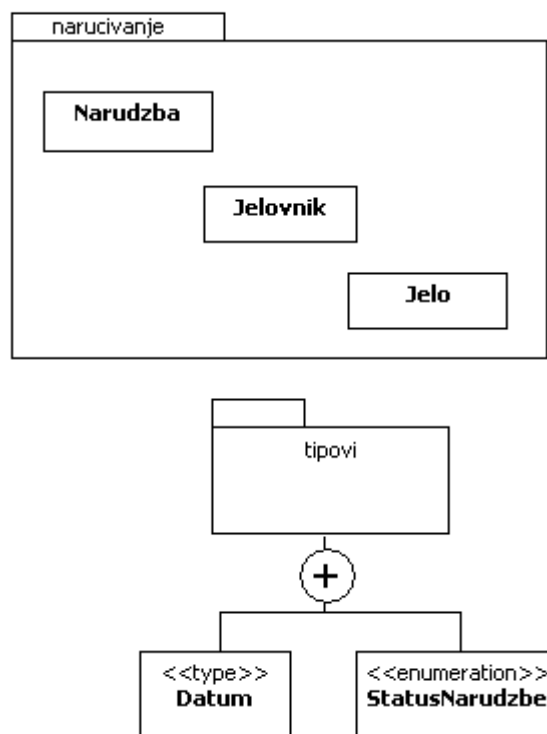 narucivanje
Narudzba
Jelovnik
Jelo
tipovi
+
<<type>>
Datum
<<enumeration>>
StatusNarudzbe